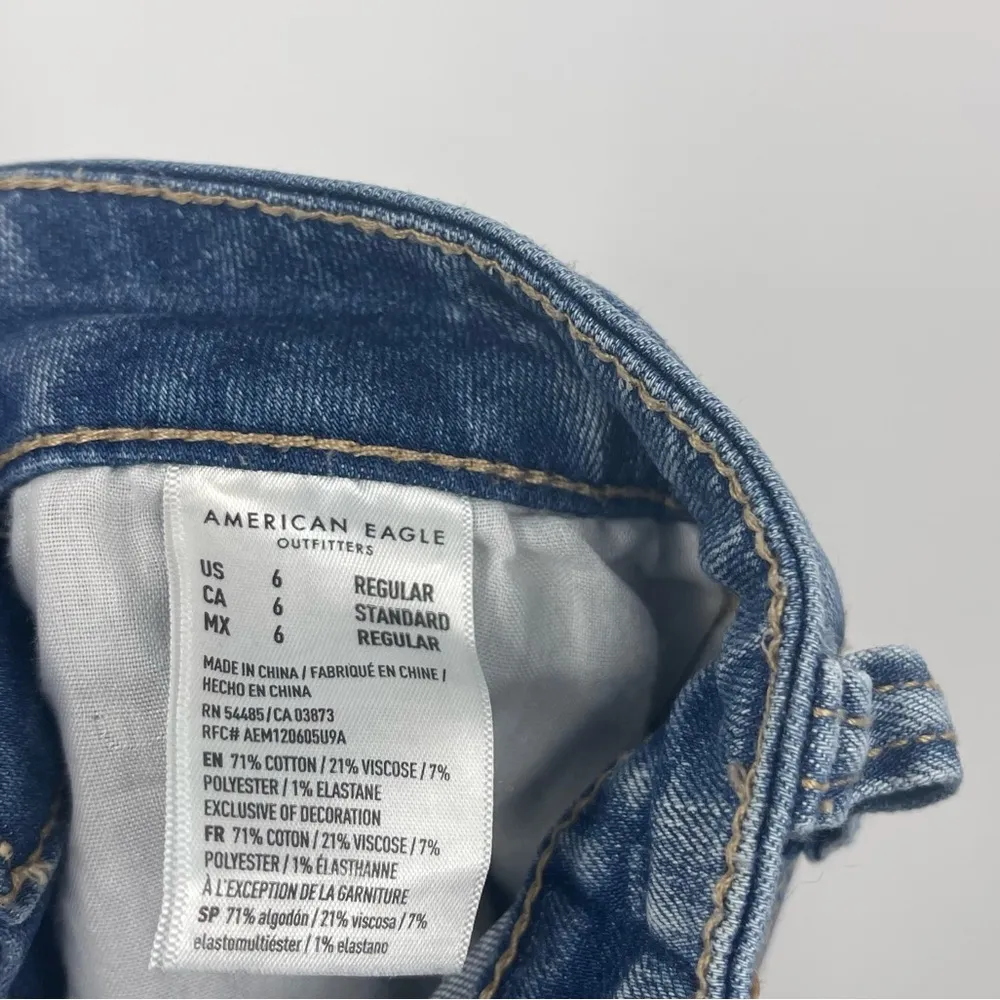 AMERICAN EAGLE
OUTFITTERS
US 6 REGULAR
CA 6 STANDARD
MX 6 REGULAR
MADE IN CHINA / FABRIQUÉ EN CHINE /
HECHO EN CHINA
RN 54485 / CA 03873
RFC# AEM120605U9A
EN 71% COTTON / 21% VISCOSE / 7%
POLYESTER / 1% ELASTANE
EXCLUSIVE OF DECORATION
FR 71% COTON / 21% VISCOSE / 7%
POLYESTER / 1% ÉLASTHANNE
À L'EXCEPTION DE LA GARNITURE
SP 71% algodón / 21% viscosa / 7%
elastomultiéster / 1% elastano